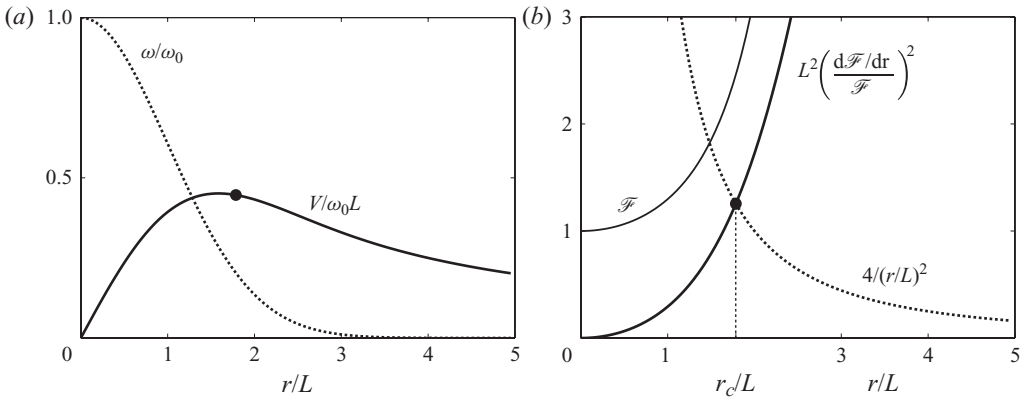 (a)
1.0
0.5
0
ω/ω₀
V/ω₀L
1
2
3
4
5
r/L
(b)
3
2
1
0
ℱ
L²(dℱ/dr / ℱ)²
4/(r/L)²
1
r_c/L
3
4
5
r/L